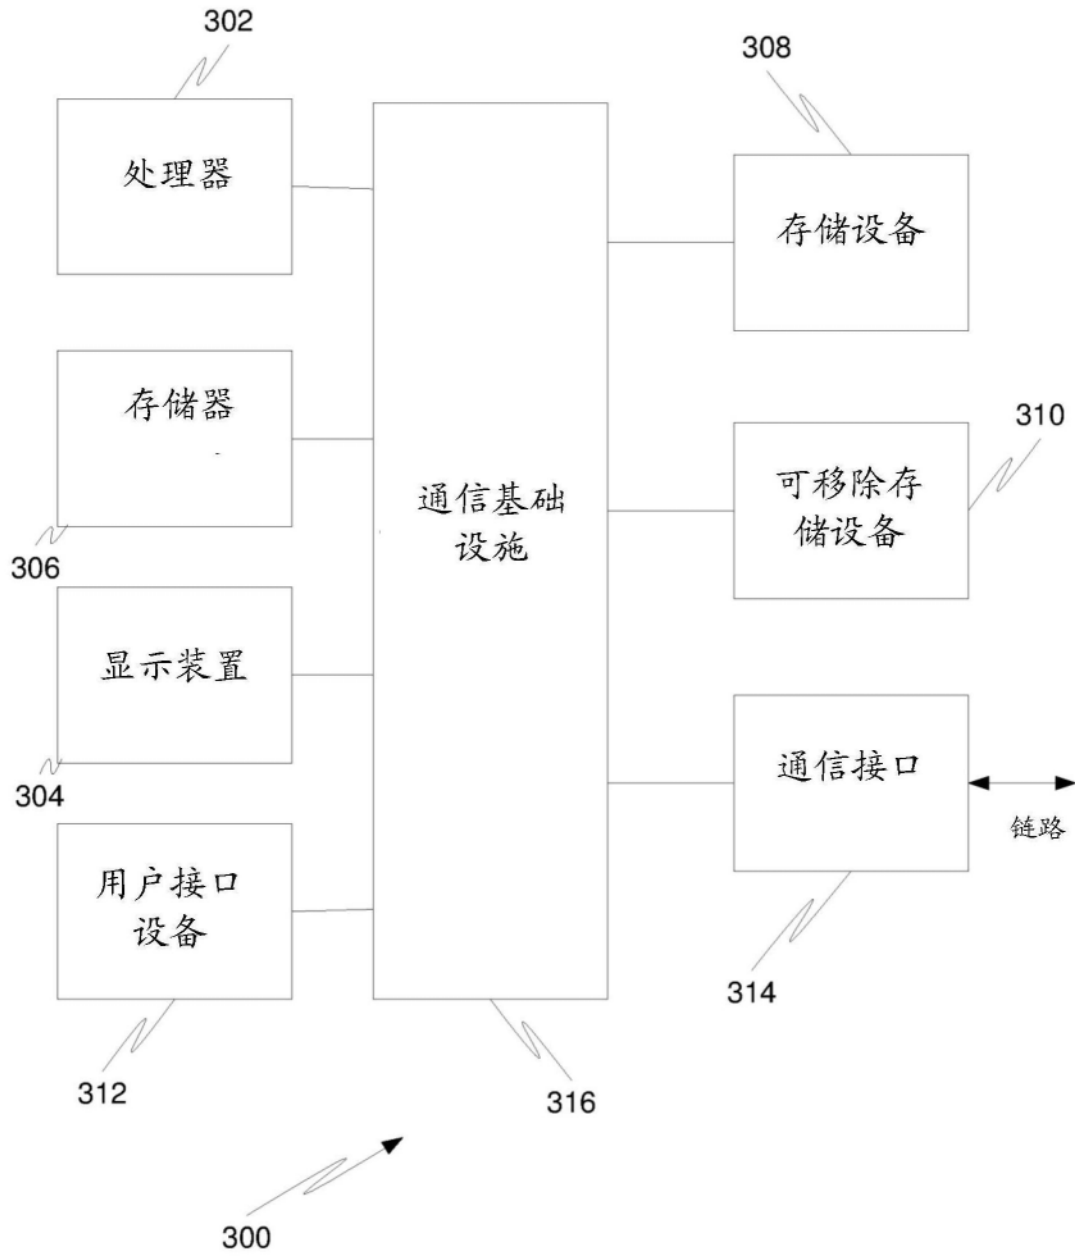 302
308
处理器
存储设备
存储器
310
通信基础
设施
可移除存
储设备
306
显示装置
通信接口
304
链路
用户接口
设备
314
312
316
300